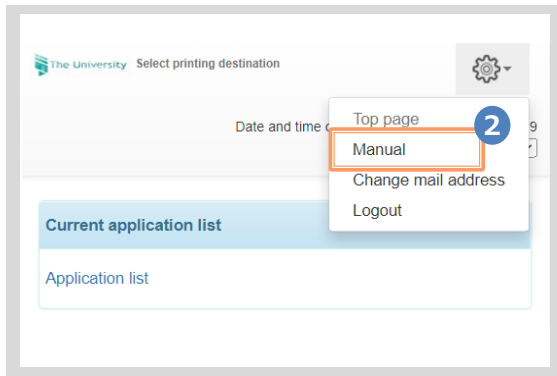 The University Select printing destination
Date and time
9
Top page
2
Manual
Change mail address
Logout
Current application list
Application list